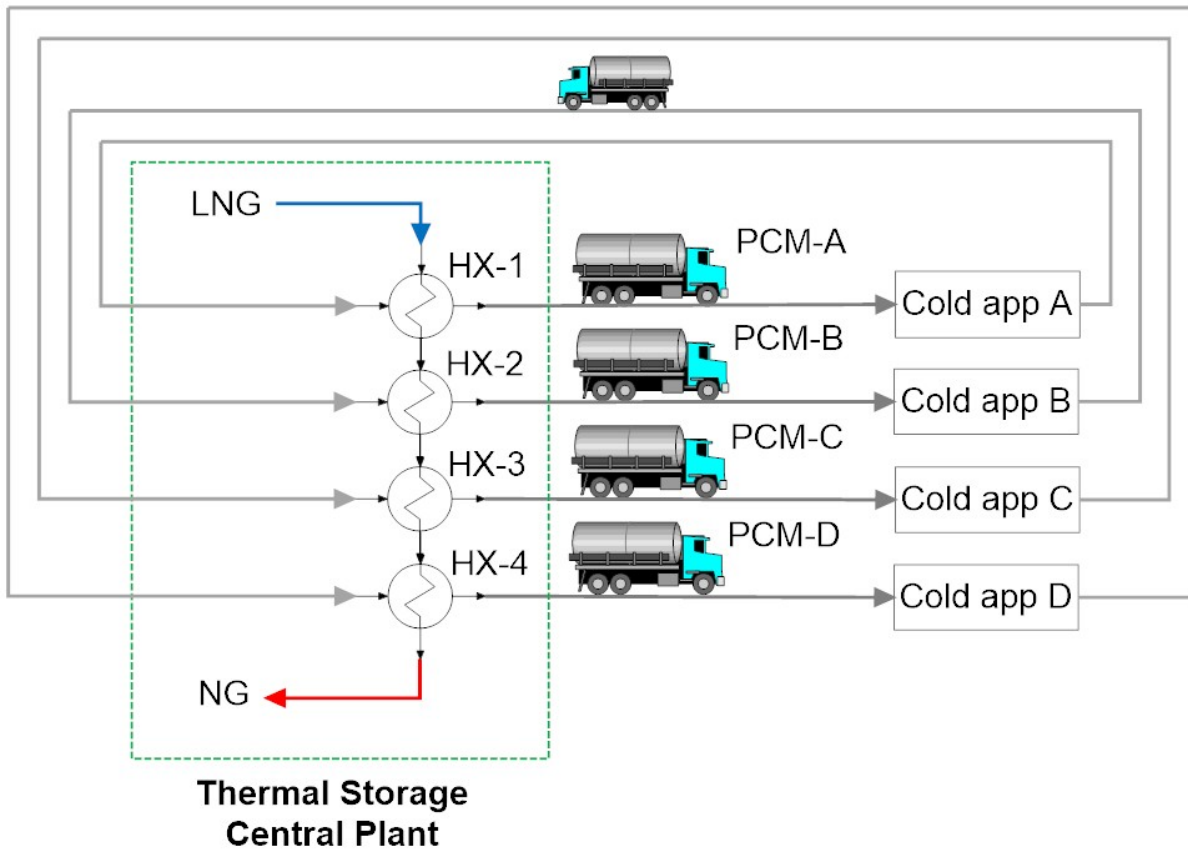 LNG
HX-1
PCM-A
Cold app A
HX-2
PCM-B
Cold app B
HX-3
PCM-C
Cold app C
HX-4
PCM-D
Cold app D
NG
Thermal Storage
Central Plant